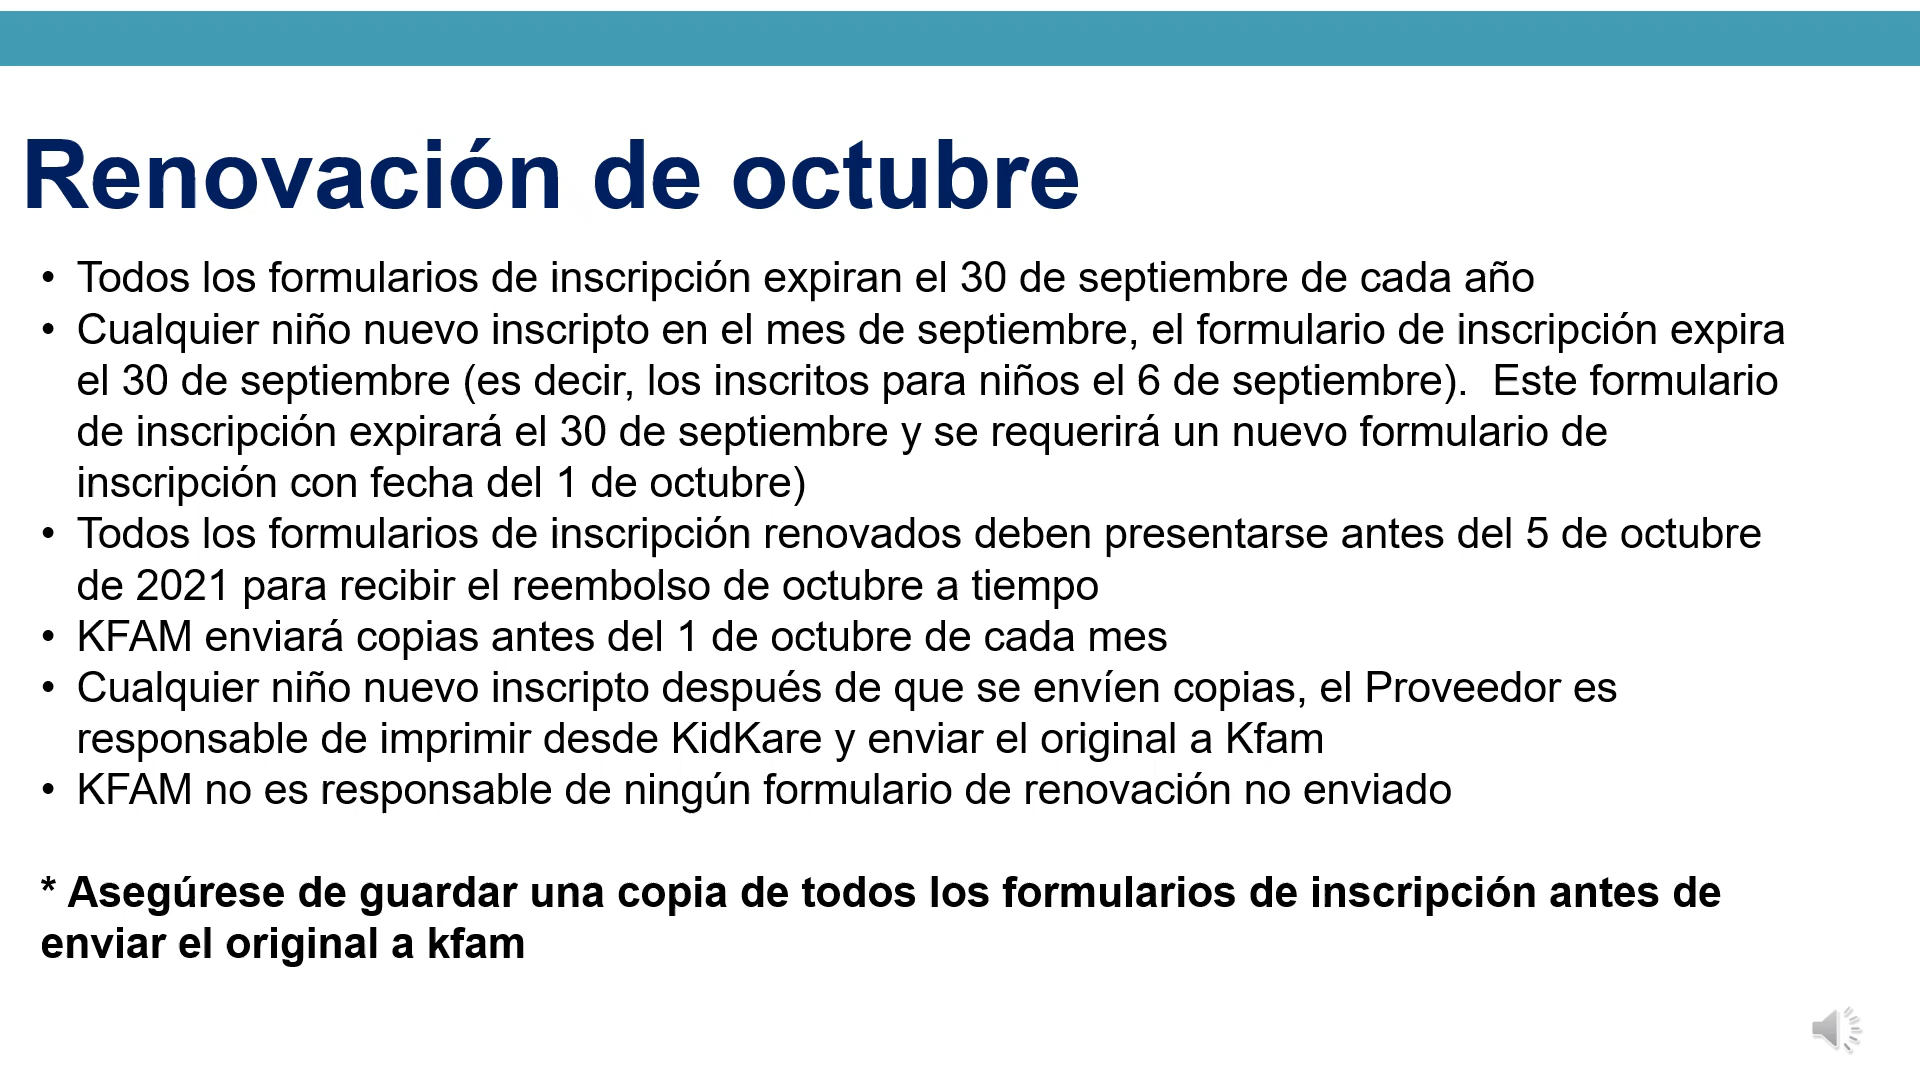 Renovación de octubre
• Todos los formularios de inscripción expiran el 30 de septiembre de cada año
• Cualquier niño nuevo inscripto en el mes de septiembre, el formulario de inscripción expira
el 30 de septiembre (es decir, los inscritos para niños el 6 de septiembre).  Este formulario
de inscripción expirará el 30 de septiembre y se requerirá un nuevo formulario de
inscripción con fecha del 1 de octubre)
• Todos los formularios de inscripción renovados deben presentarse antes del 5 de octubre
de 2021 para recibir el reembolso de octubre a tiempo
• KFAM enviará copias antes del 1 de octubre de cada mes
• Cualquier niño nuevo inscripto después de que se envíen copias, el Proveedor es
responsable de imprimir desde KidKare y enviar el original a Kfam
• KFAM no es responsable de ningún formulario de renovación no enviado
* Asegúrese de guardar una copia de todos los formularios de inscripción antes de
enviar el original a kfam